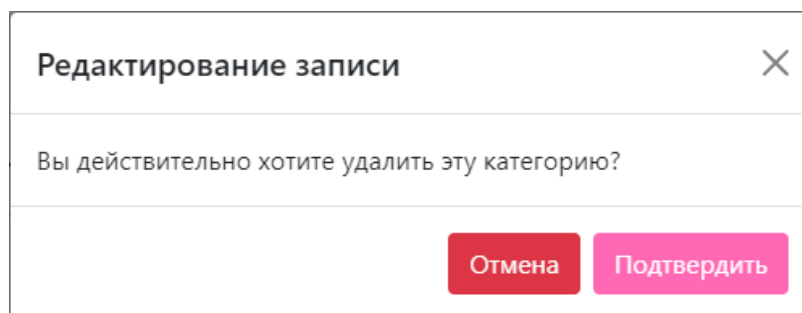 Редактирование записи
Вы действительно хотите удалить эту категорию?
Отмена Подтвердить